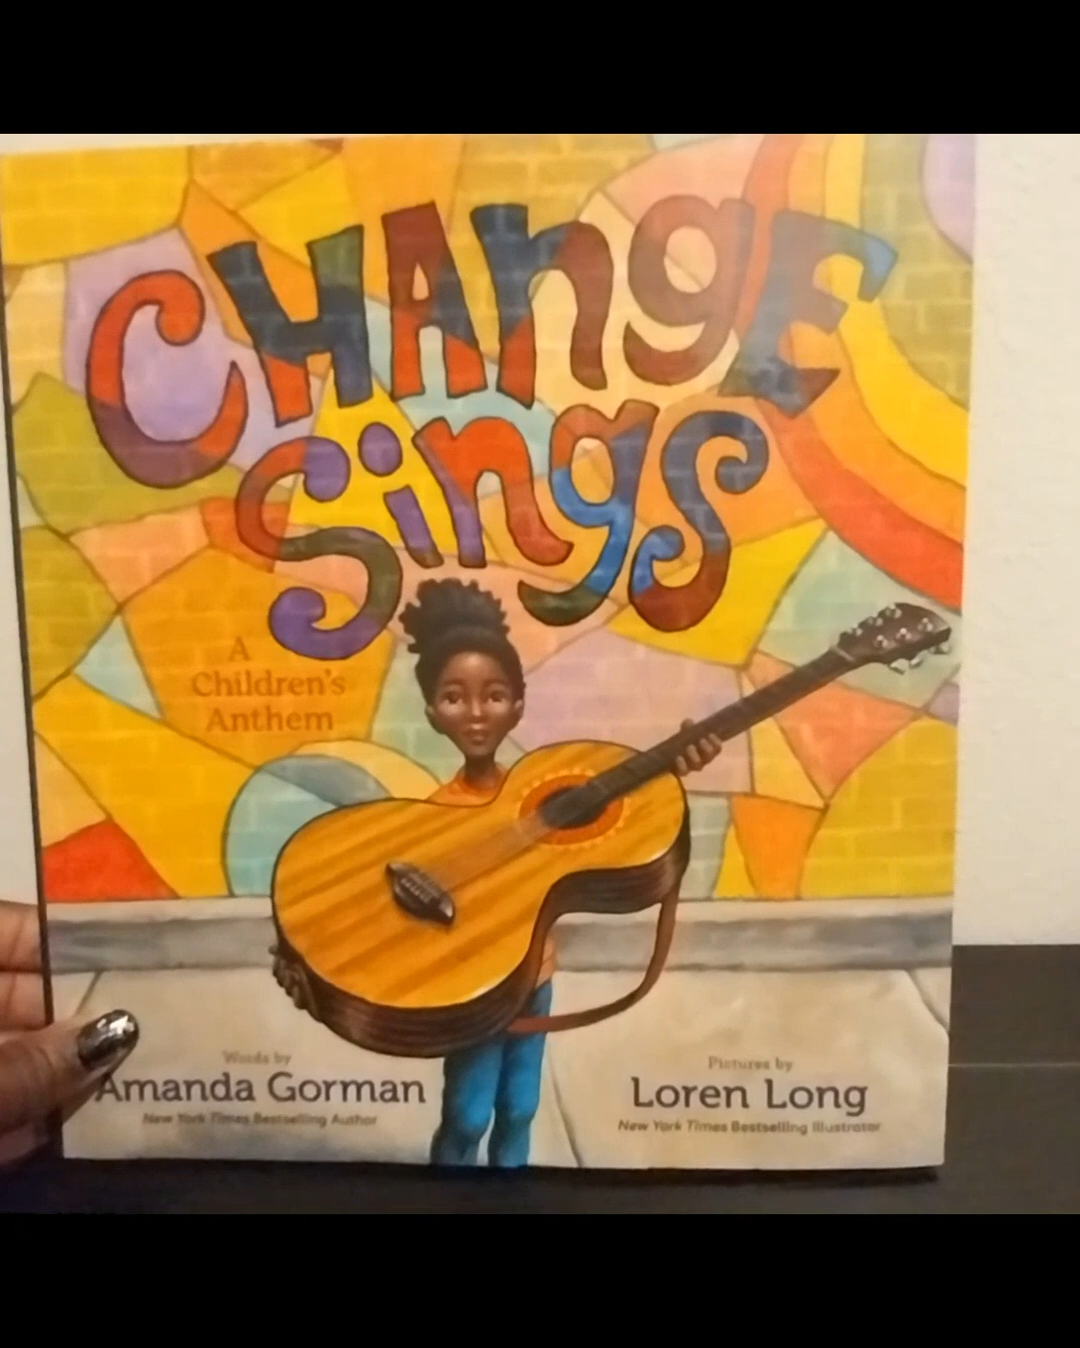 CHAngE
Sings
A
Children's
Anthem
Words by
Amanda Gorman
New York Times Bestselling Author
Pictures by
Loren Long
New York Times Bestselling Illustrator